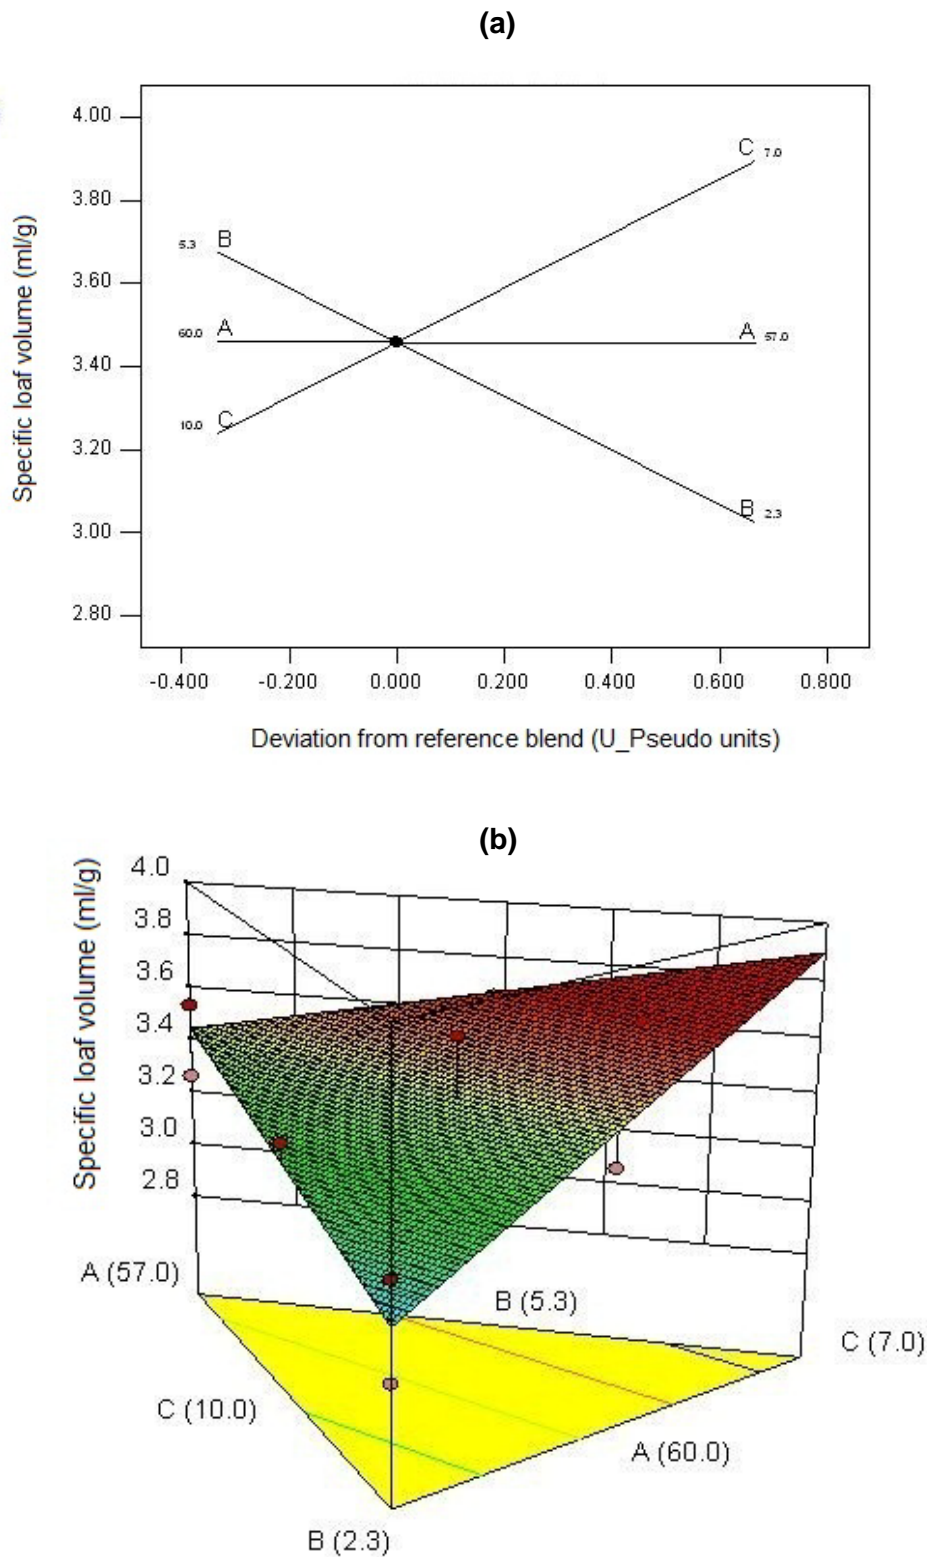 (a)
Specific loaf volume (ml/g)
4.00
3.80
3.60
3.40
3.20
3.00
2.80
C 7.0
5.3 B
60.0 A
A 57.0
10.0 C
B 2.3
-0.400 -0.200 0.000 0.200 0.400 0.600 0.800
Deviation from reference blend (U_Pseudo units)
(b)
Specific loaf volume (ml/g)
4.0
3.8
3.6
3.4
3.2
3.0
2.8
A (57.0)
B (5.3)
C (7.0)
C (10.0)
A (60.0)
B (2.3)